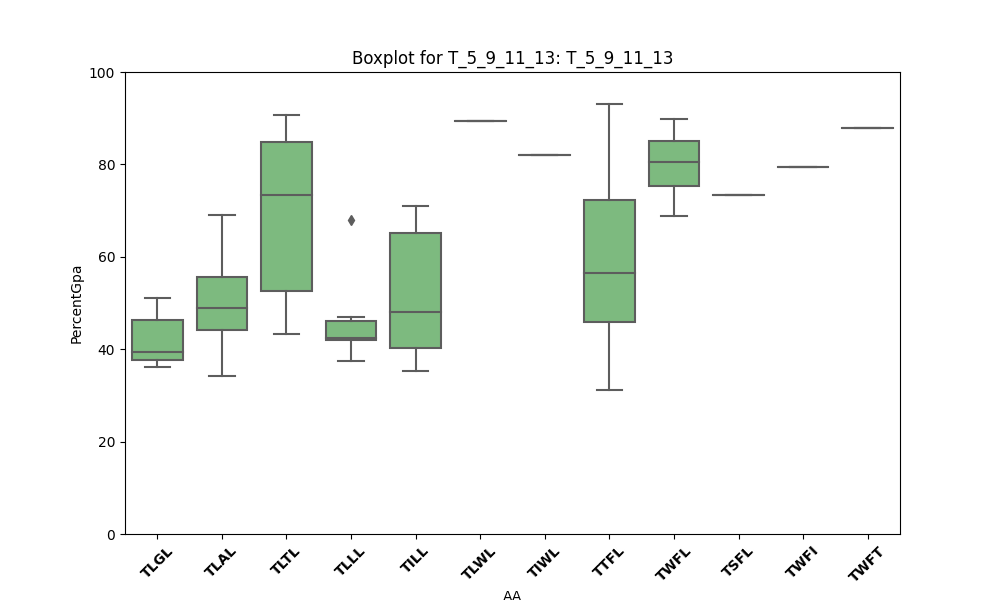 Boxplot for T_5_9_11_13: T_5_9_11_13
100
80
60
40
20
0
PercentGpa
TLGL
TLAL
TLTL
TLLL
TILL
TLWL
TIWL
TTFL
TWFL
TSFL
TWFI
TWFT
AA